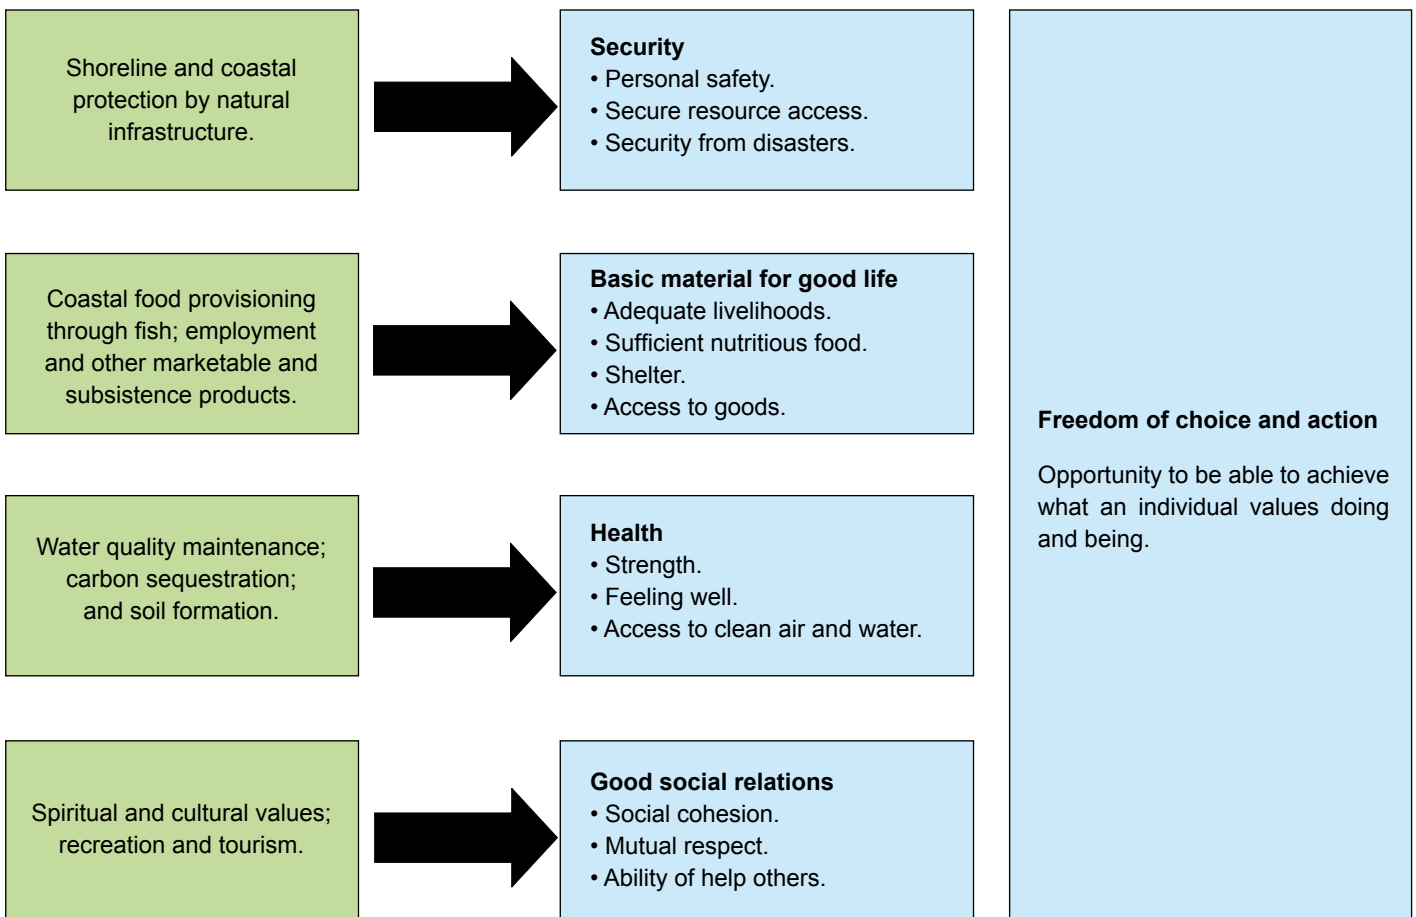 Shoreline and coastal
protection by natural
infrastructure.
Security
• Personal safety.
• Secure resource access.
• Security from disasters.
Coastal food provisioning
through fish; employment
and other marketable and
subsistence products.
Basic material for good life
• Adequate livelihoods.
• Sufficient nutritious food.
• Shelter.
• Access to goods.
Water quality maintenance;
carbon sequestration;
and soil formation.
Health
• Strength.
• Feeling well.
• Access to clean air and water.
Spiritual and cultural values;
recreation and tourism.
Good social relations
• Social cohesion.
• Mutual respect.
• Ability of help others.
Freedom of choice and action
Opportunity to be able to achieve
what an individual values doing
and being.